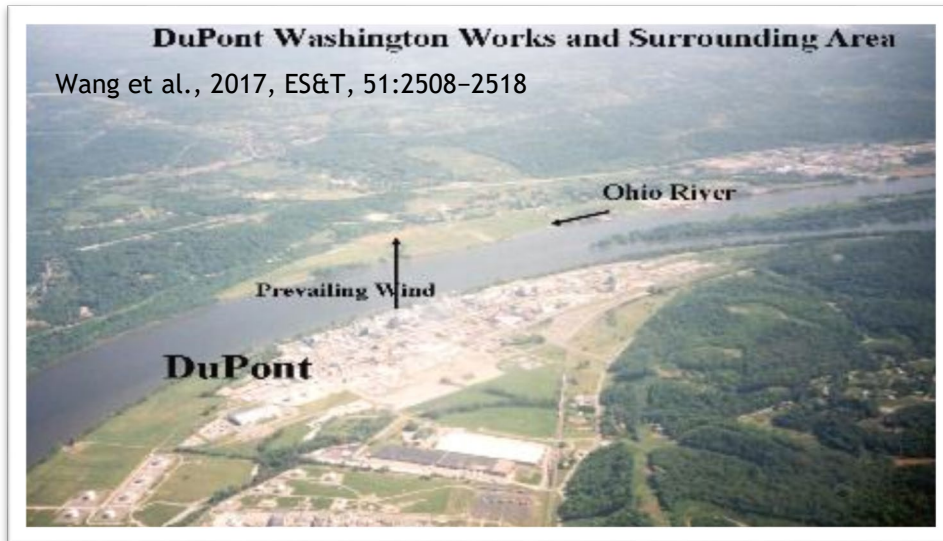 DuPont Washington Works and Surrounding Area
Wang et al., 2017, ES&T, 51:2508−2518
Ohio River
Prevailing Wind
DuPont